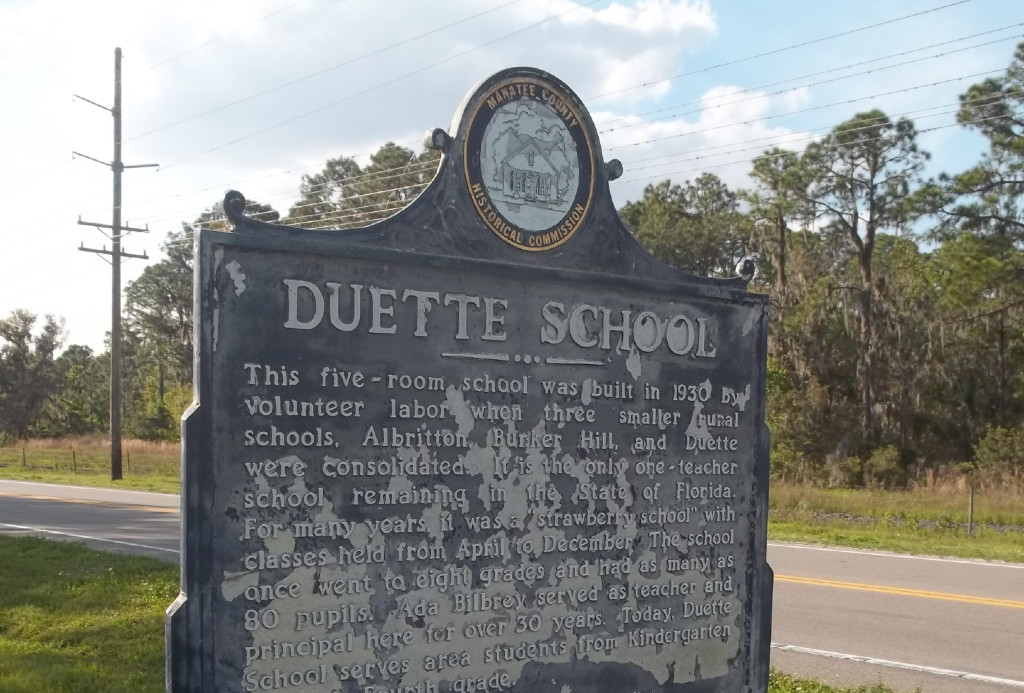 MANATEE COUNTY
HISTORICAL COMMISSION
DUETTE SCHOOL
This five-room school was built in 1930 by
volunteer labor when three smaller rural
schools, Albritton, Bunker Hill, and Duette
were consolidated. It is the only one-teacher
school remaining in the State of Florida.
For many years it was a "strawberry school" with
classes held from April to December. The school
once went to eight grades and had as many as
80 pupils. Ada Bilbrey served as teacher and
principal here for over 30 years. Today, Duette
School serves area students from Kindergarten
Fourth grade.